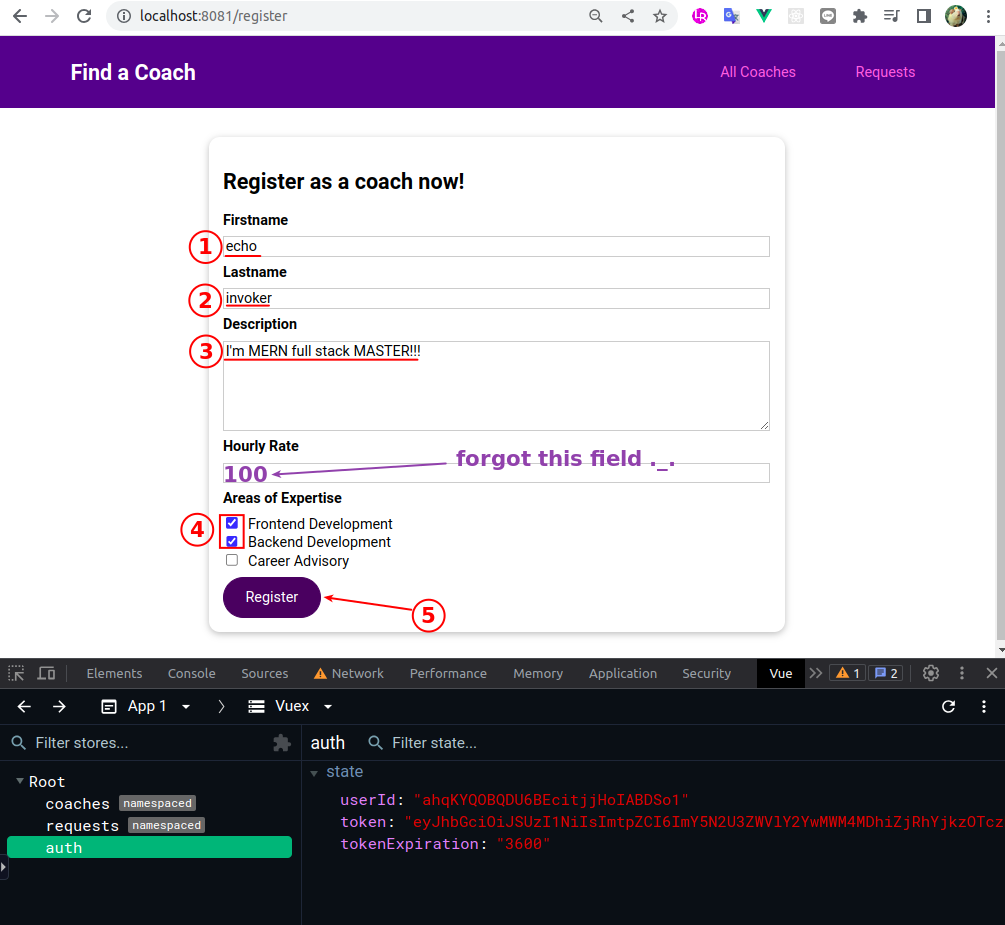 localhost:8081/register
Find a Coach
All Coaches
Requests
Register as a coach now!
Firstname
1
echo
Lastname
2
invoker
Description
3
I'm MERN full stack MASTER!!!
Hourly Rate
forgot this field ._.
100
Areas of Expertise
4
Frontend Development
Backend Development
Career Advisory
Register
5
Elements
Console
Sources
Network
Performance
Memory
Application
Security
Vue
1
2
App 1
Vuex
Filter stores...
auth
Filter state...
Root
coaches namespaced
requests namespaced
auth
state
userId: "ahqKYQOBQDU6BEcitjjHoIABDSo1"
token: "eyJhbGciOiJSUzI1NiIsImtpZCI6ImY5N2U3ZWVlY2YwMWM4MDhiZjRhYjkzOTcz
tokenExpiration: "3600"